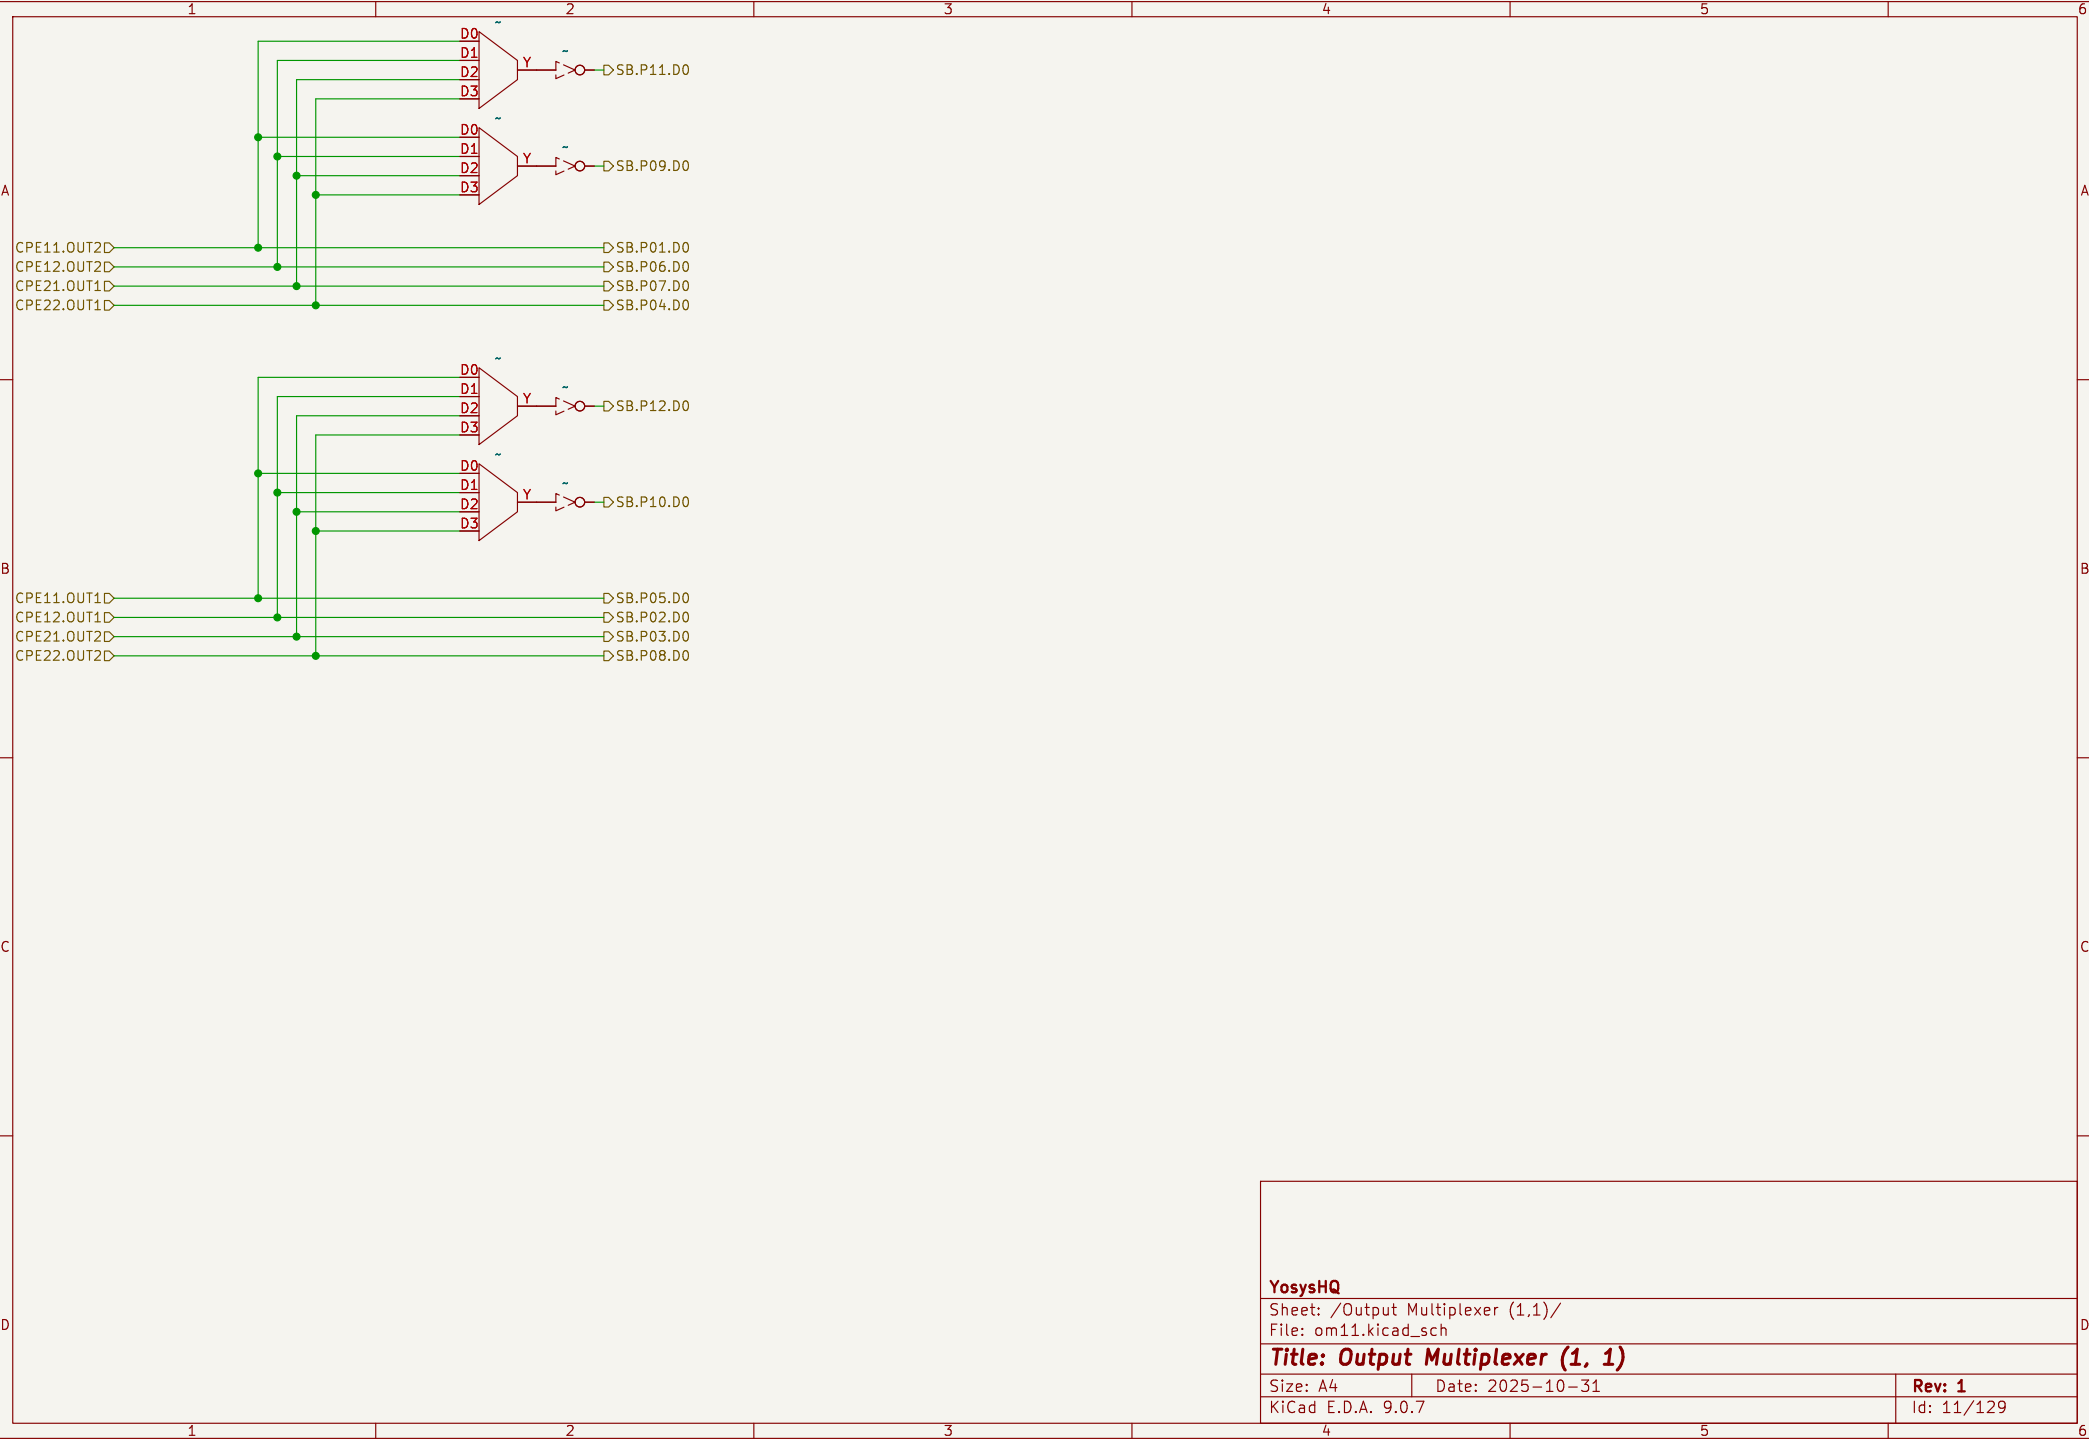 1 2 3 4 5 6
~
D0
D1
D2
D3
Y
~
SB.P11.D0
~
D0
D1
D2
D3
Y
~
SB.P09.D0
A A
CPE11.OUT2 SB.P01.D0
CPE12.OUT2 SB.P06.D0
CPE21.OUT1 SB.P07.D0
CPE22.OUT1 SB.P04.D0
~
D0
D1
D2
D3
Y
~
SB.P12.D0
~
D0
D1
D2
D3
Y
~
SB.P10.D0
B B
CPE11.OUT1 SB.P05.D0
CPE12.OUT1 SB.P02.D0
CPE21.OUT2 SB.P03.D0
CPE22.OUT2 SB.P08.D0
C C
YosysHQ
Sheet: /Output Multiplexer (1,1)/
File: om11.kicad_sch
D D
Title: Output Multiplexer (1, 1)
Size: A4 Date: 2025-10-31 Rev: 1
KiCad E.D.A. 9.0.7 Id: 11/129
1 2 3 4 5 6